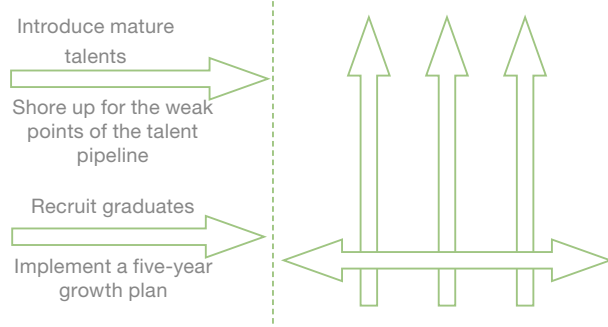 Introduce mature
talents
Shore up for the weak
points of the talent
pipeline
Recruit graduates
Implement a five-year
growth plan